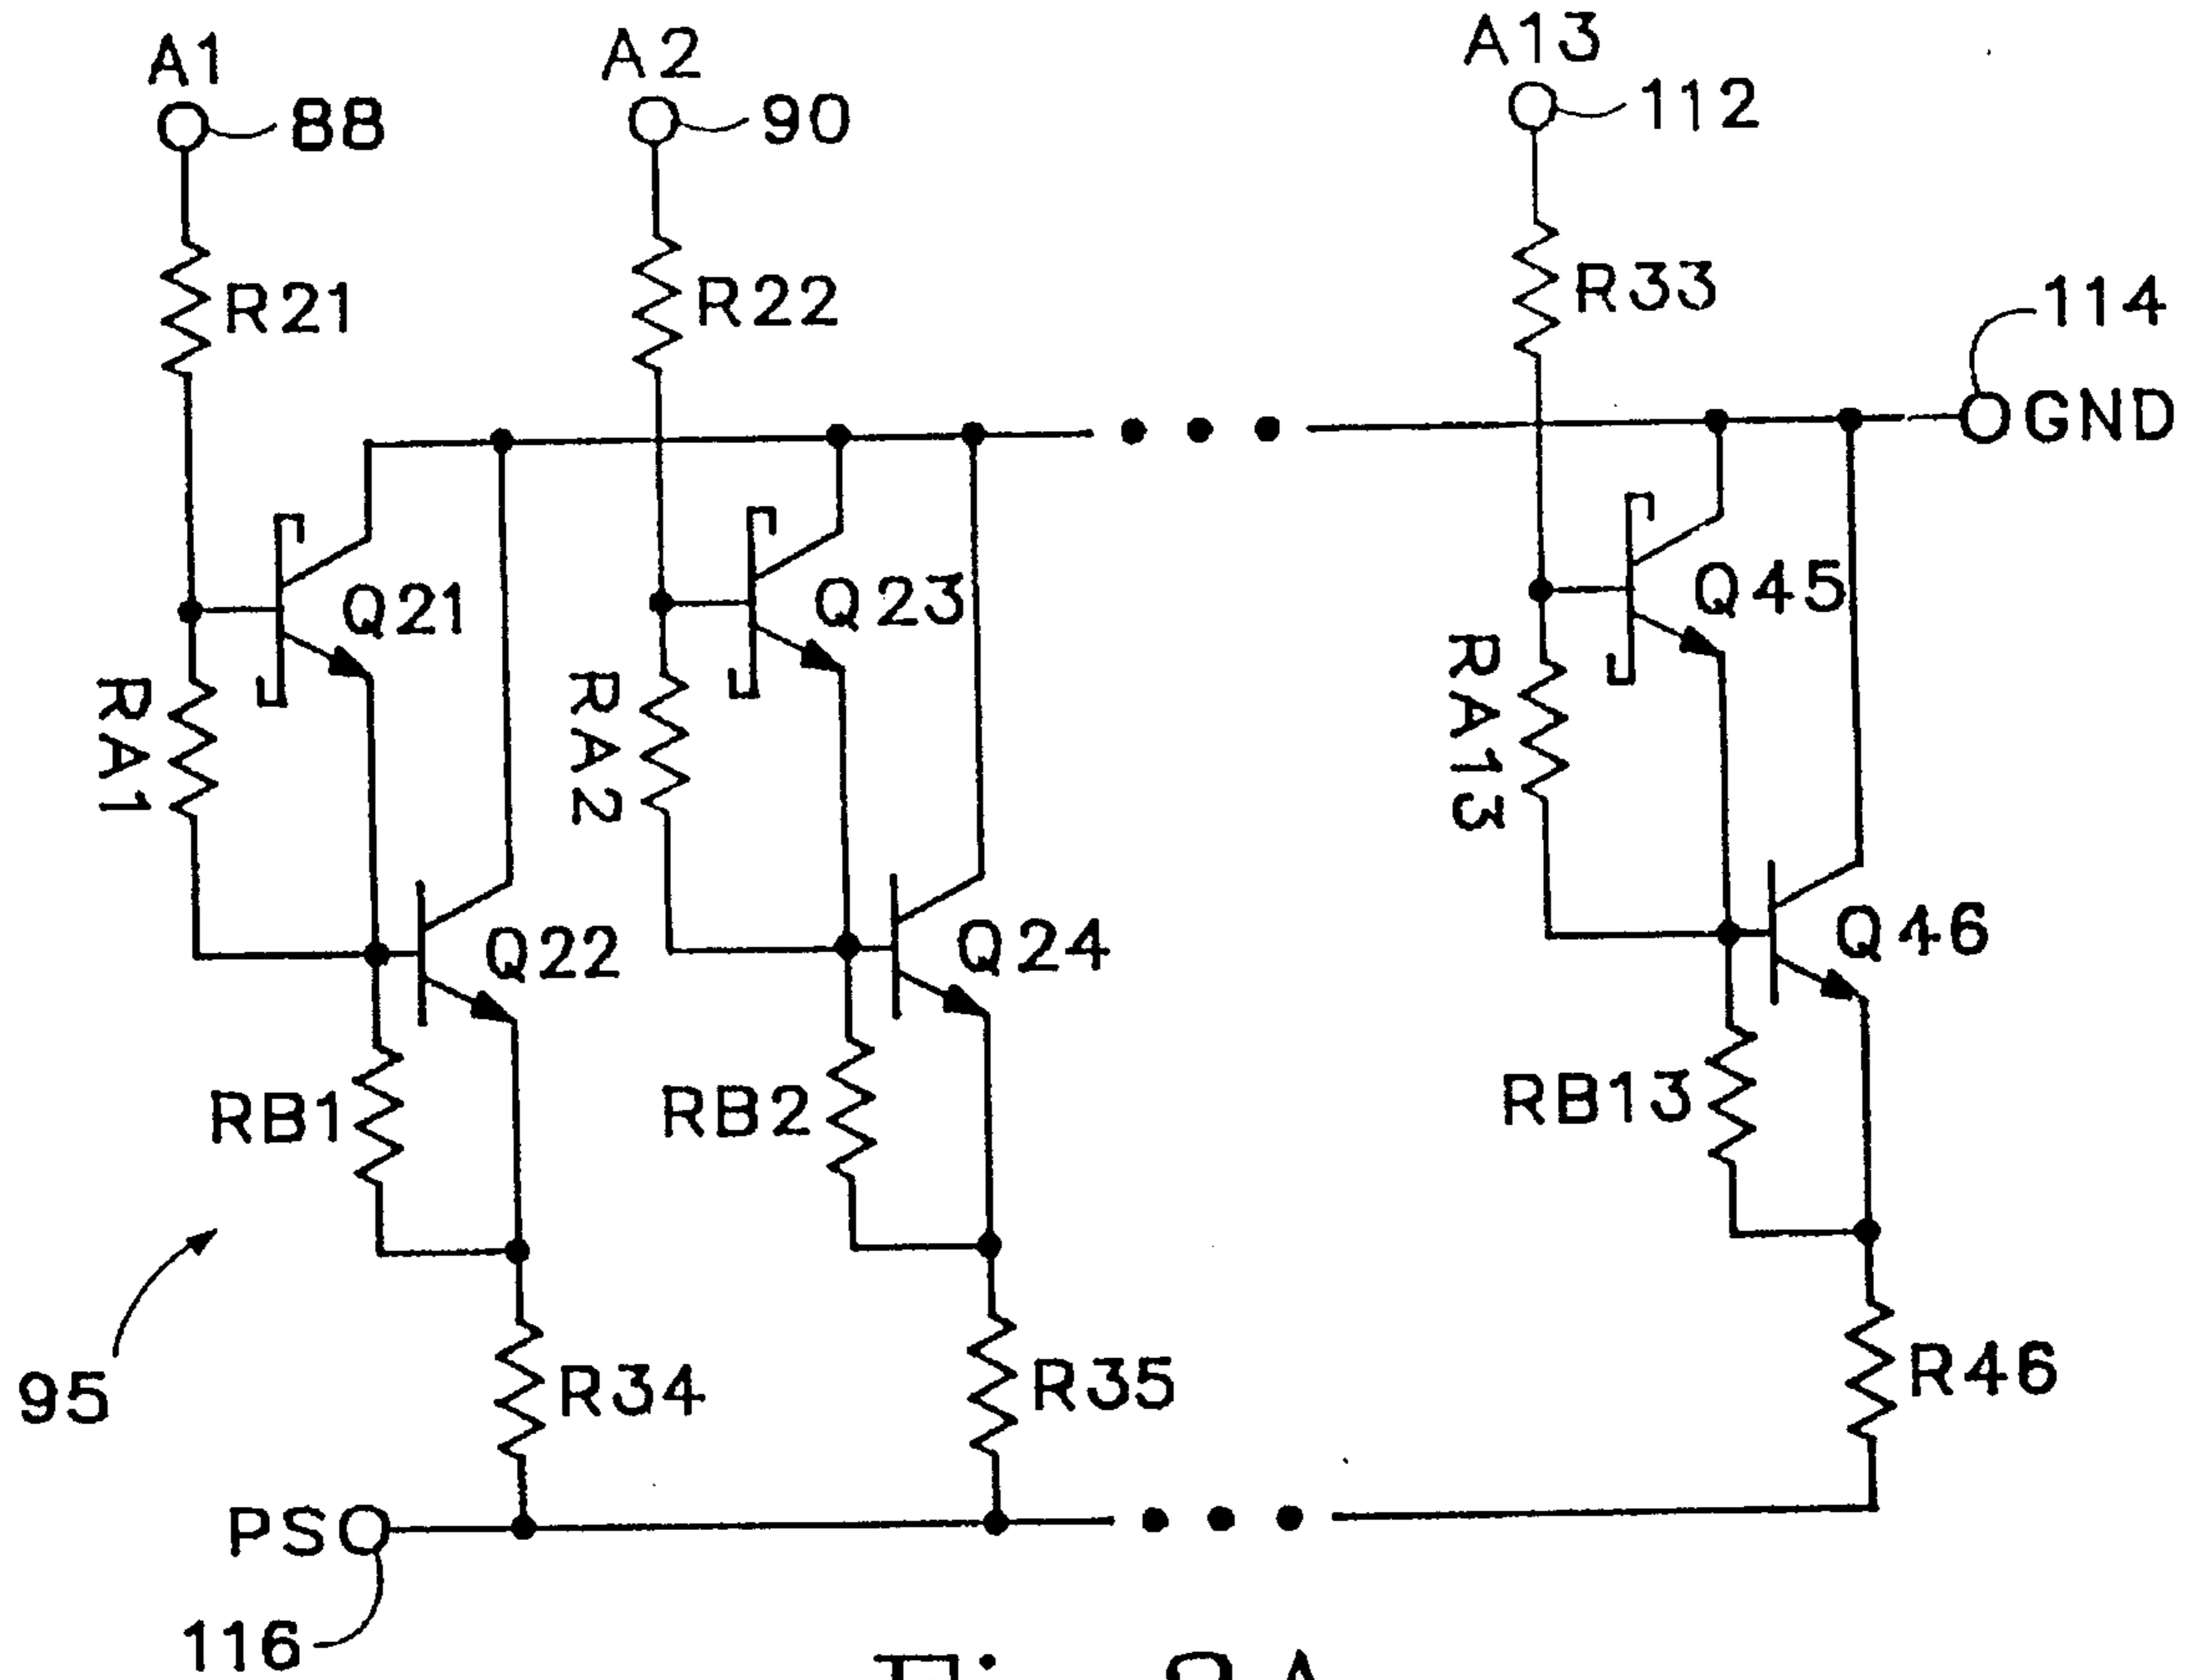 A1
A2
A13
88
90
112
R21
R22
R33
114
GND
Q21
Q23
Q45
RA1
RA2
RA13
Q22
Q24
Q46
RB1
RB2
RB13
95
R34
R35
R46
PS
116